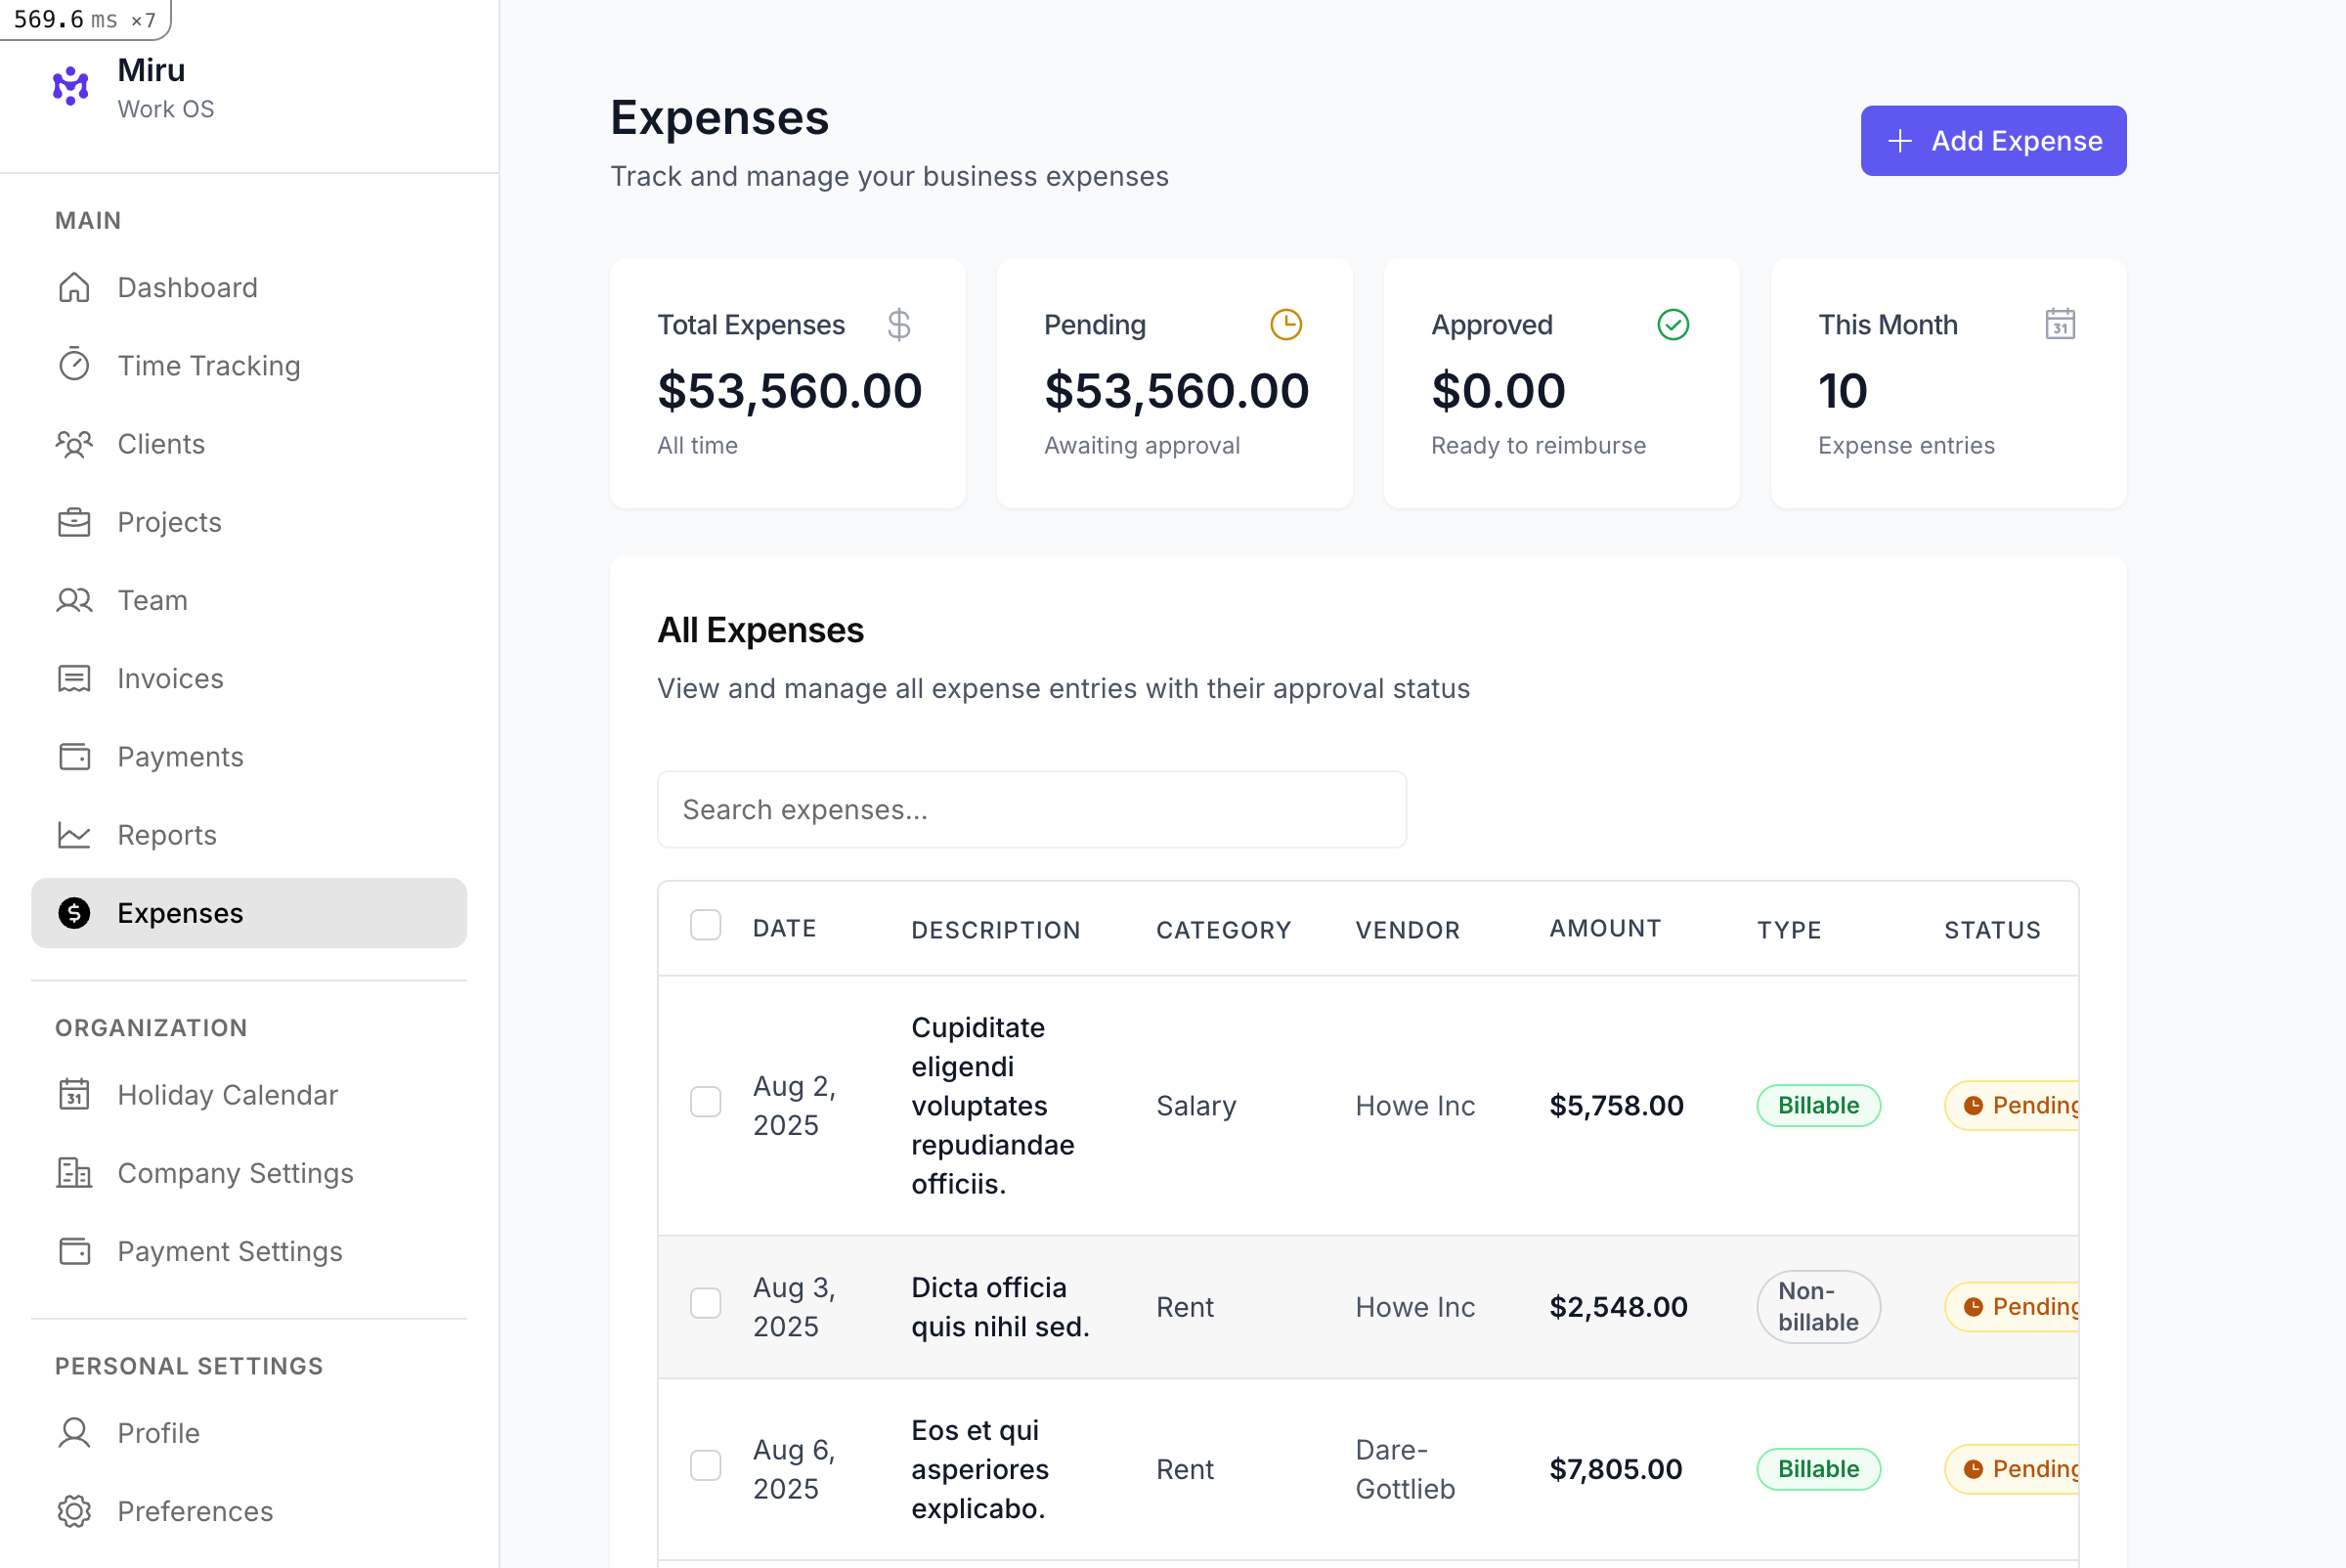 569.6 ms ×7
Miru
Work OS
MAIN
Dashboard
Time Tracking
Clients
Projects
Team
Invoices
Payments
Reports
Expenses
ORGANIZATION
31
Holiday Calendar
Company Settings
Payment Settings
PERSONAL SETTINGS
Profile
Preferences
Expenses
Track and manage your business expenses
Add Expense
Total Expenses
$53,560.00
All time
Pending
$53,560.00
Awaiting approval
Approved
$0.00
Ready to reimburse
This Month
31
10
Expense entries
All Expenses
View and manage all expense entries with their approval status
Search expenses...
DATE DESCRIPTION CATEGORY VENDOR AMOUNT TYPE STATUS
Aug 2,
2025
Cupiditate
eligendi
voluptates
repudiandae
officiis.
Salary
Howe Inc
$5,758.00
Billable
Pending
Aug 3,
2025
Dicta officia
quis nihil sed.
Rent
Howe Inc
$2,548.00
Non-
billable
Pending
Aug 6,
2025
Eos et qui
asperiores
explicabo.
Rent
Dare-
Gottlieb
$7,805.00
Billable
Pending